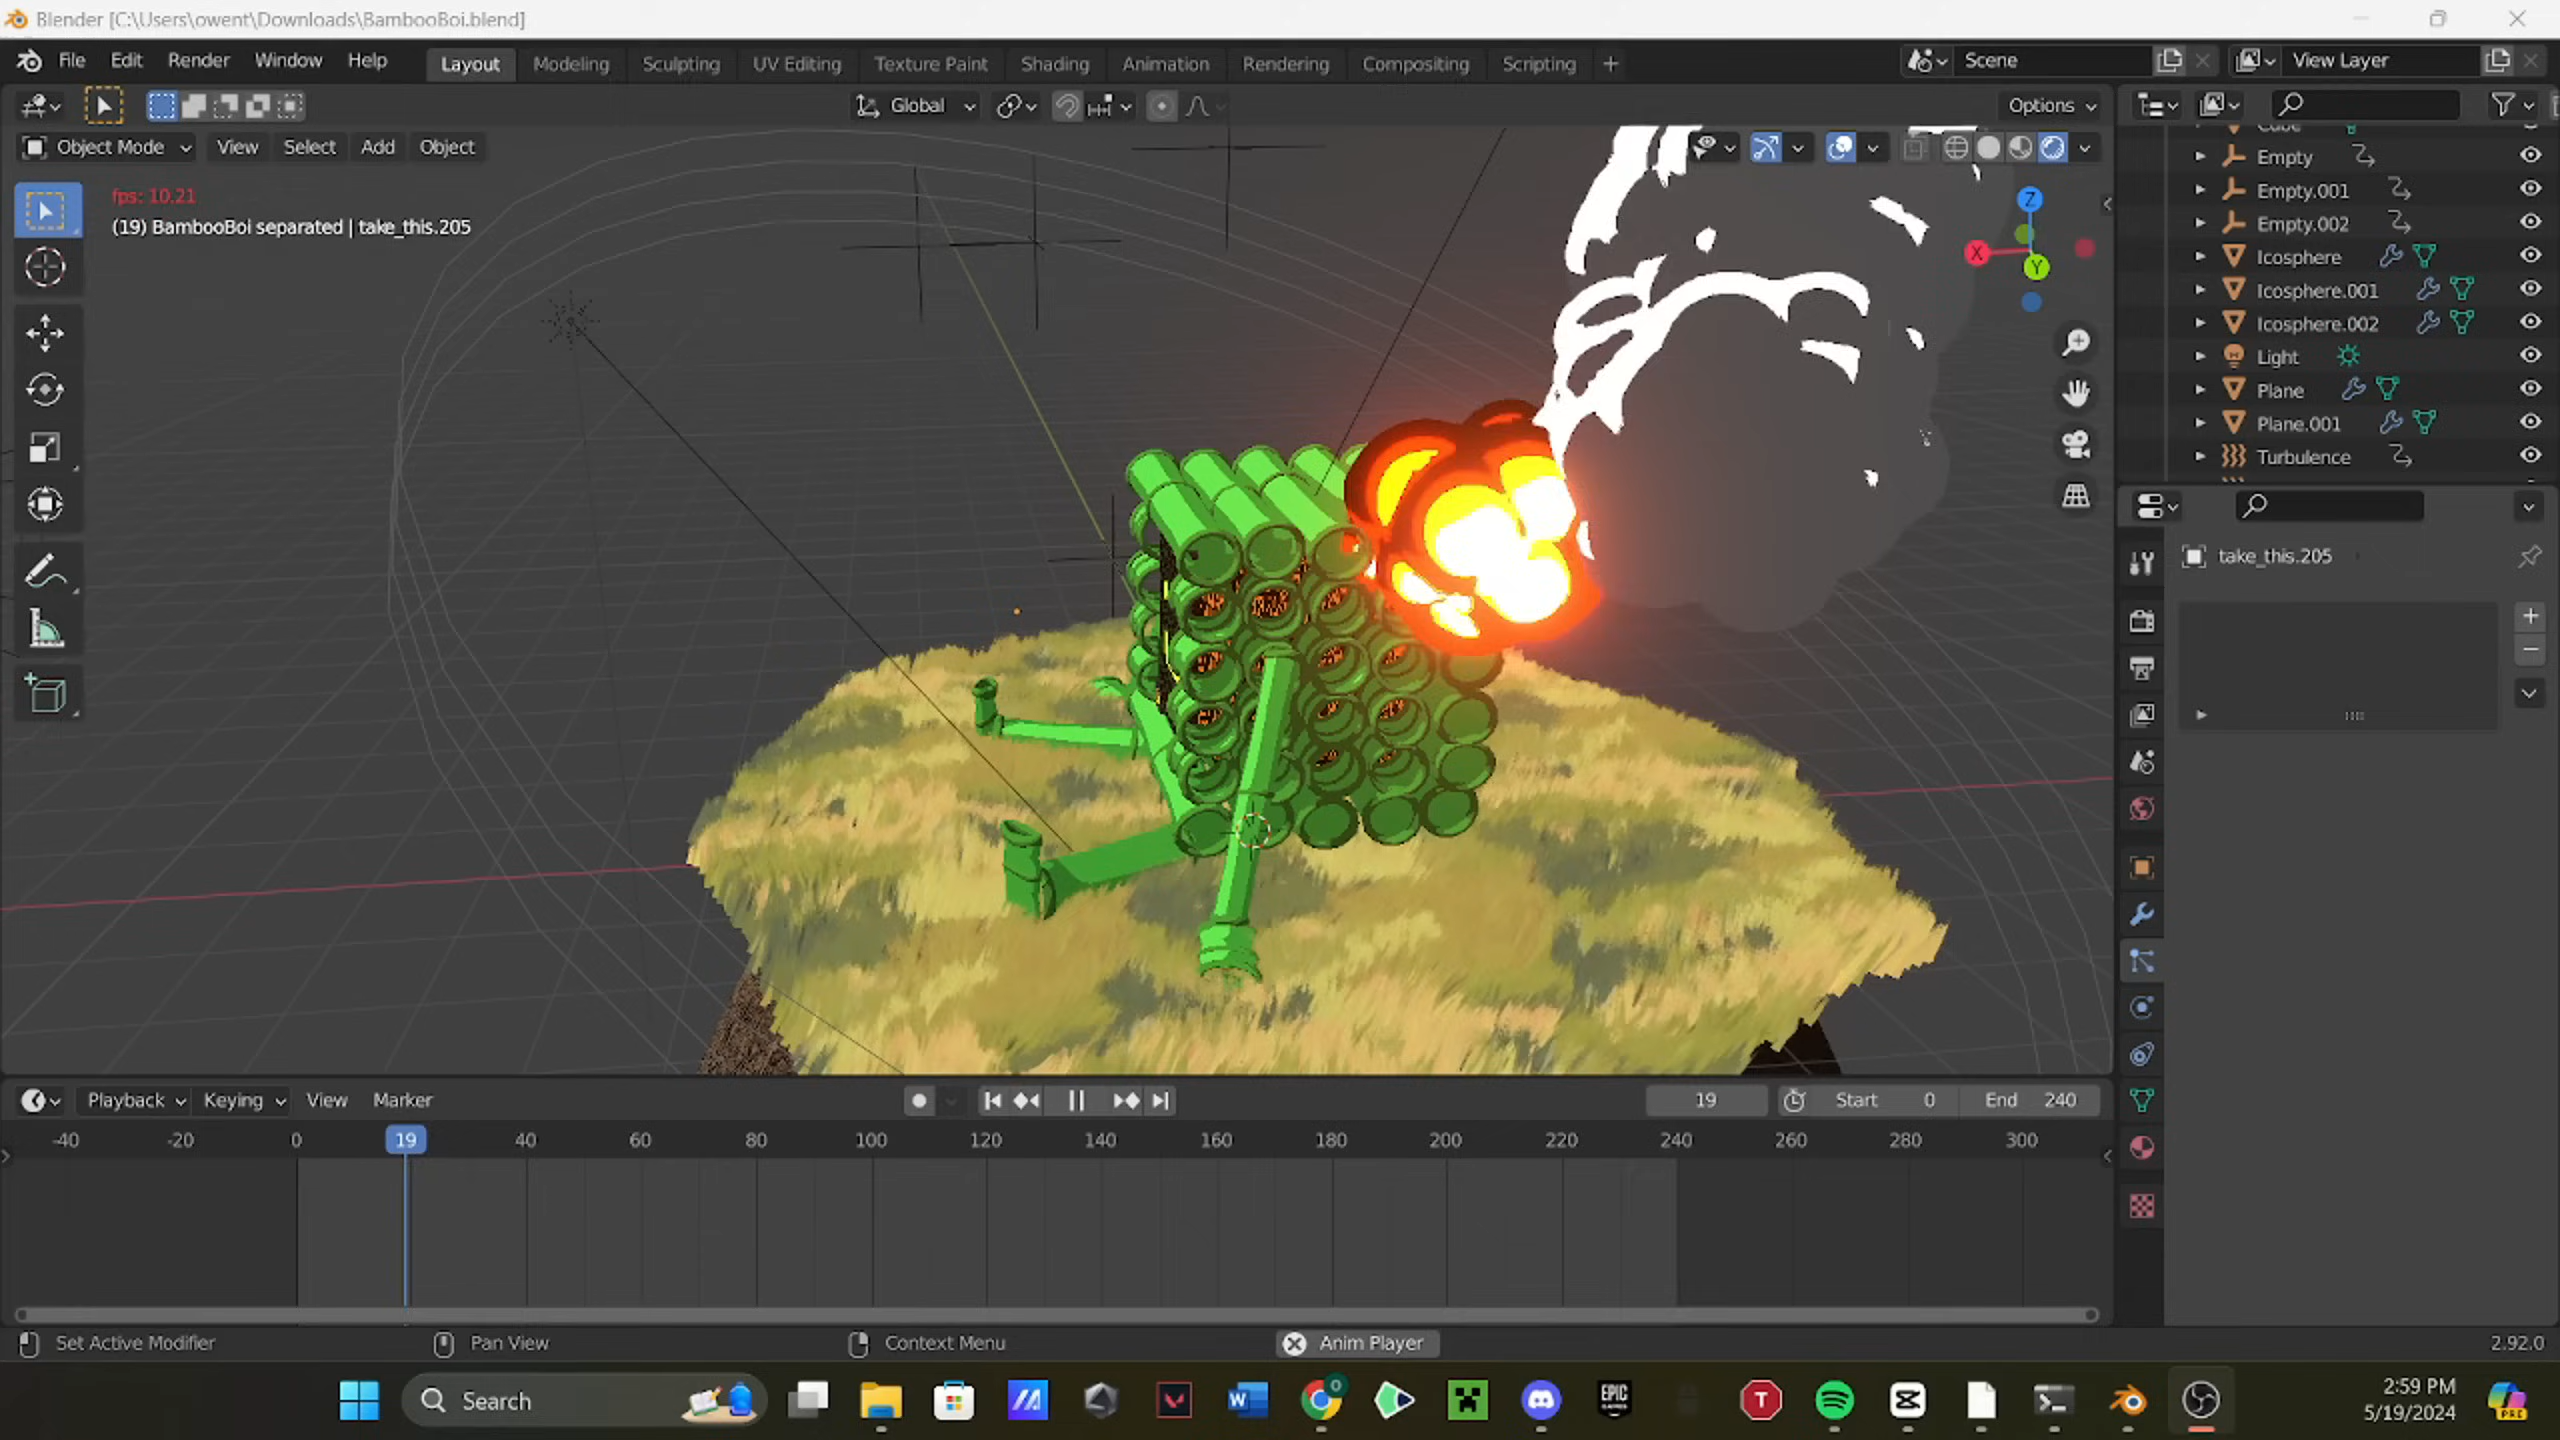 Blender [C:\Users\owent\Downloads\BambooBoi.blend]
File Edit Render Window Help Layout Modeling Sculpting UV Editing Texture Paint Shading Animation Rendering Compositing Scripting + Scene View Layer
Global Options
Object Mode View Select Add Object
fps: 10.21
(19) BambooBoi separated | take_this.205
Z
X
Y
Cube
Empty
Empty.001
Empty.002
Icosphere
Icosphere.001
Icosphere.002
Light
Plane
Plane.001
Turbulence
take_this.205
Playback Keying View Marker 19 Start 0 End 240
-40 -20 0 19 40 60 80 100 120 140 160 180 200 220 240 260 280 300
Set Active Modifier Pan View Context Menu Anim Player 2.92.0
Search
W
EPIC
GAMES
T
PRE
2:59 PM
5/19/2024